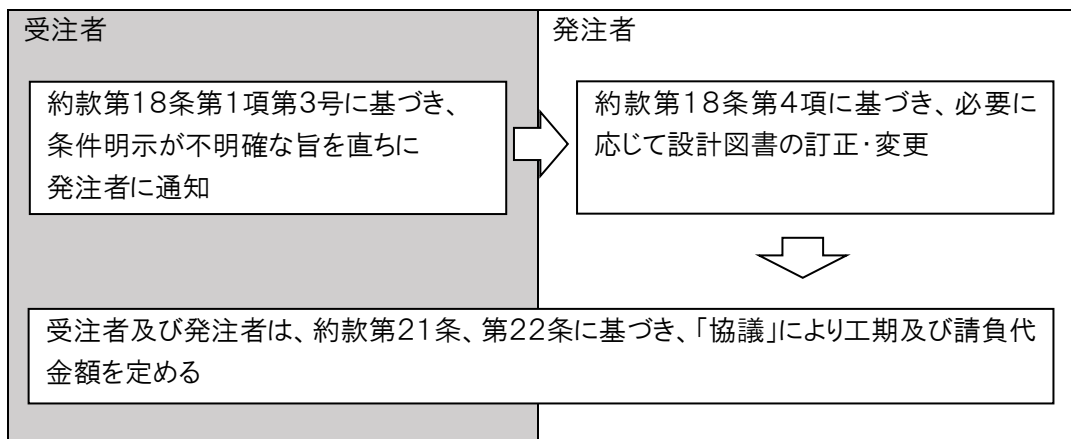 受注者
発注者
約款第18条第1項第3号に基づき、
条件明示が不明確な旨を直ちに
発注者に通知
約款第18条第4項に基づき、必要に
応じて設計図書の訂正・変更
受注者及び発注者は、約款第21条、第22条に基づき、「協議」により工期及び請負代
金額を定める